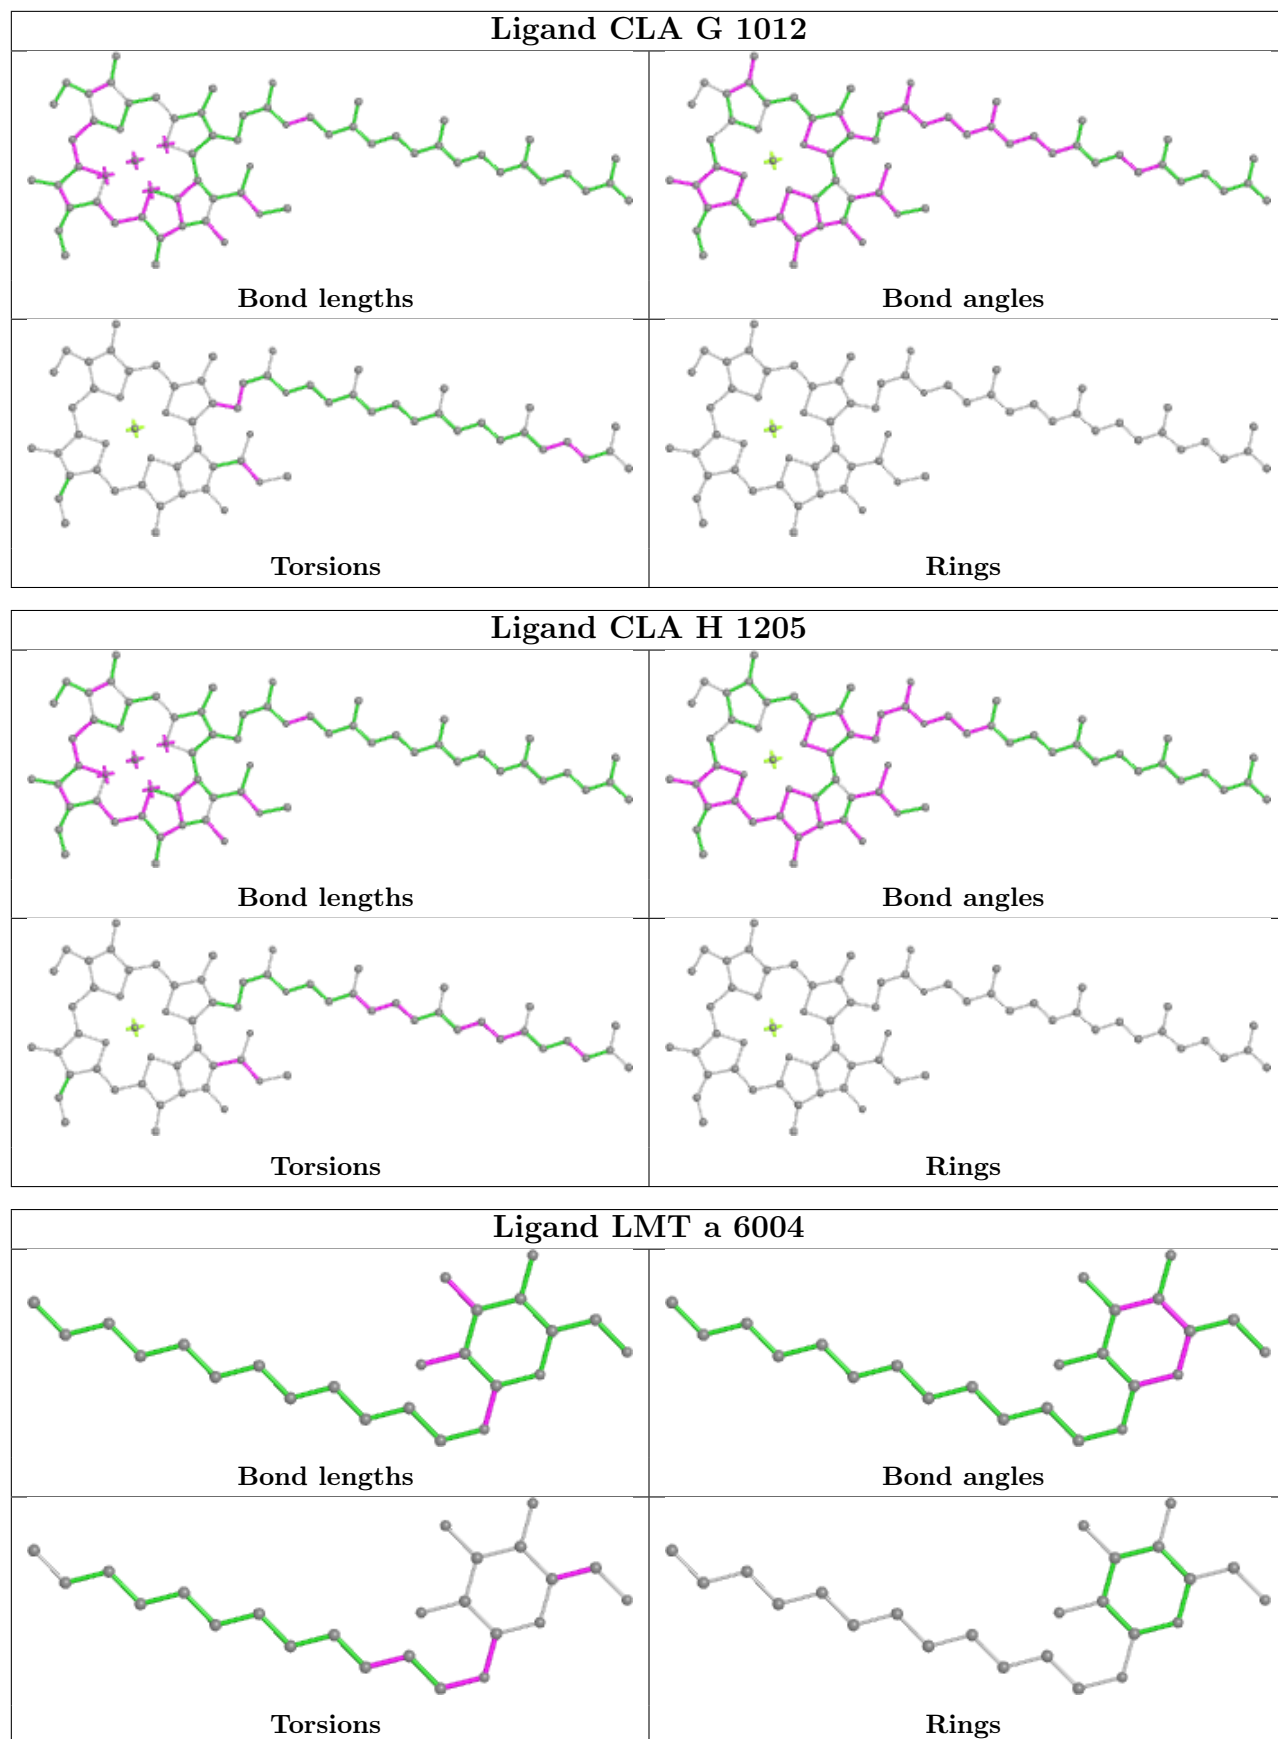 Ligand CLA G 1012
Bond lengths
Bond angles
Torsions
Rings
Ligand CLA H 1205
Bond lengths
Bond angles
Torsions
Rings
Ligand LMT a 6004
Bond lengths
Bond angles
Torsions
Rings